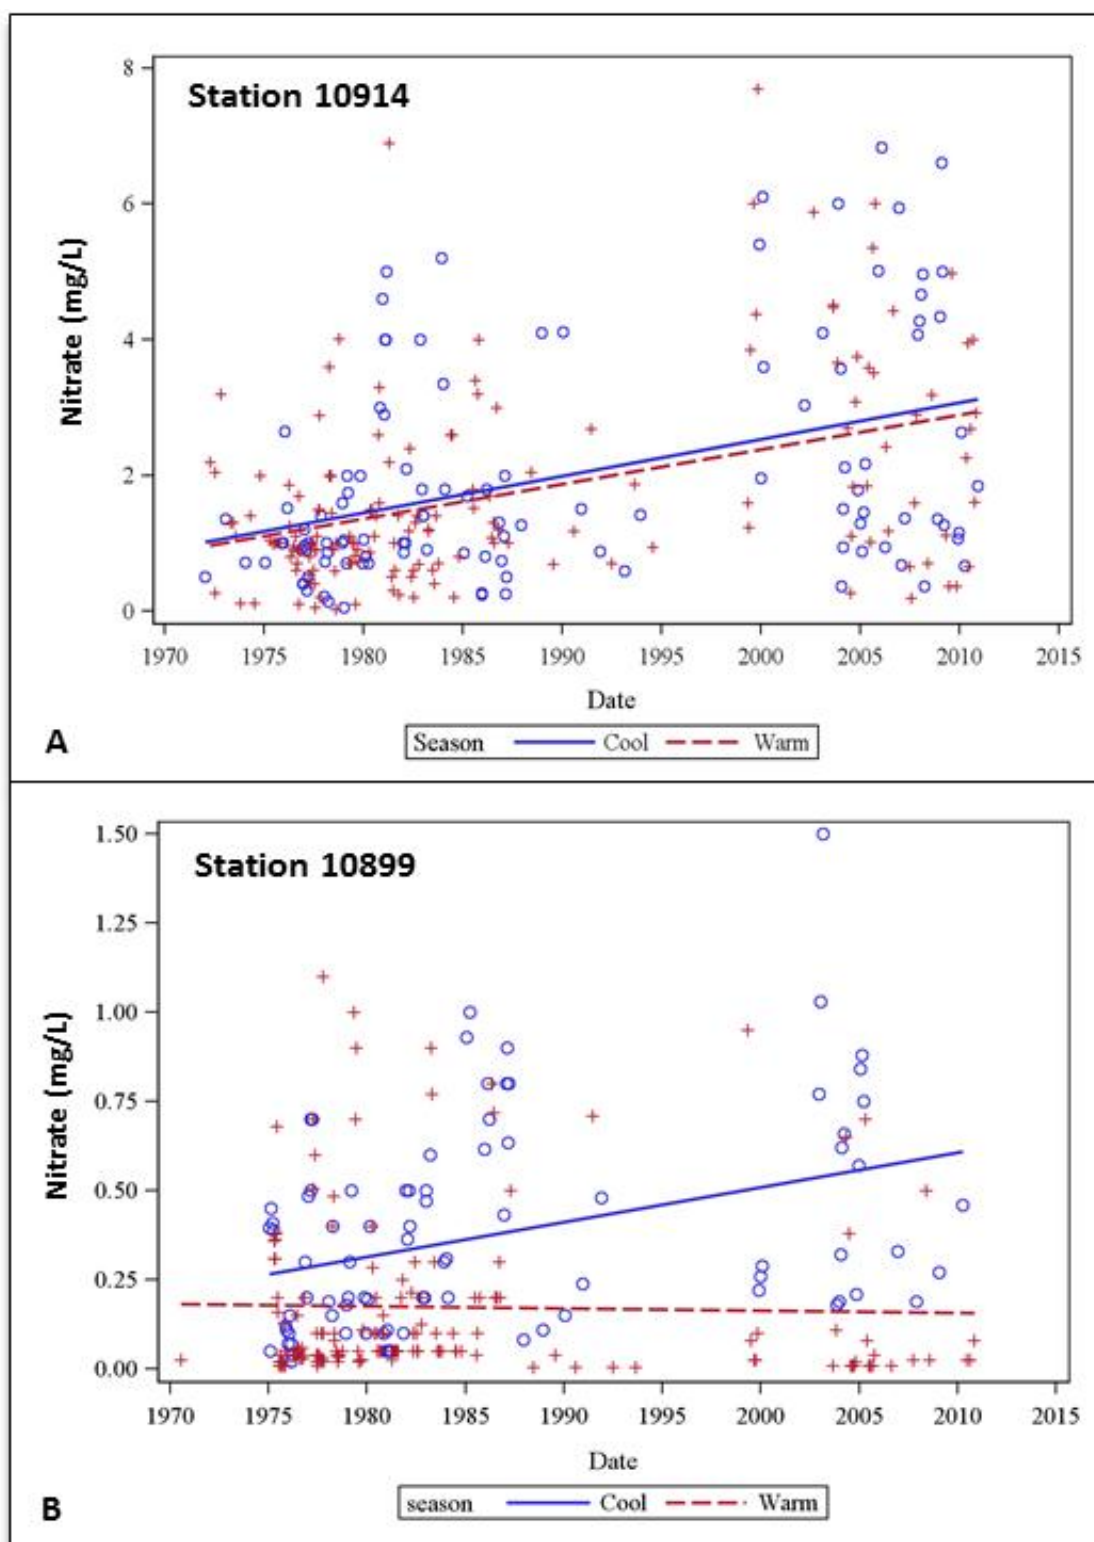 Station 10914
8
6
4
2
0
Nitrate (mg/L)
1970 1975 1980 1985 1990 1995 2000 2005 2010 2015
Date
A
Season Cool Warm
Station 10899
1.50
1.25
1.00
0.75
0.50
0.25
0.00
Nitrate (mg/L)
1970 1975 1980 1985 1990 1995 2000 2005 2010 2015
Date
B
season Cool Warm